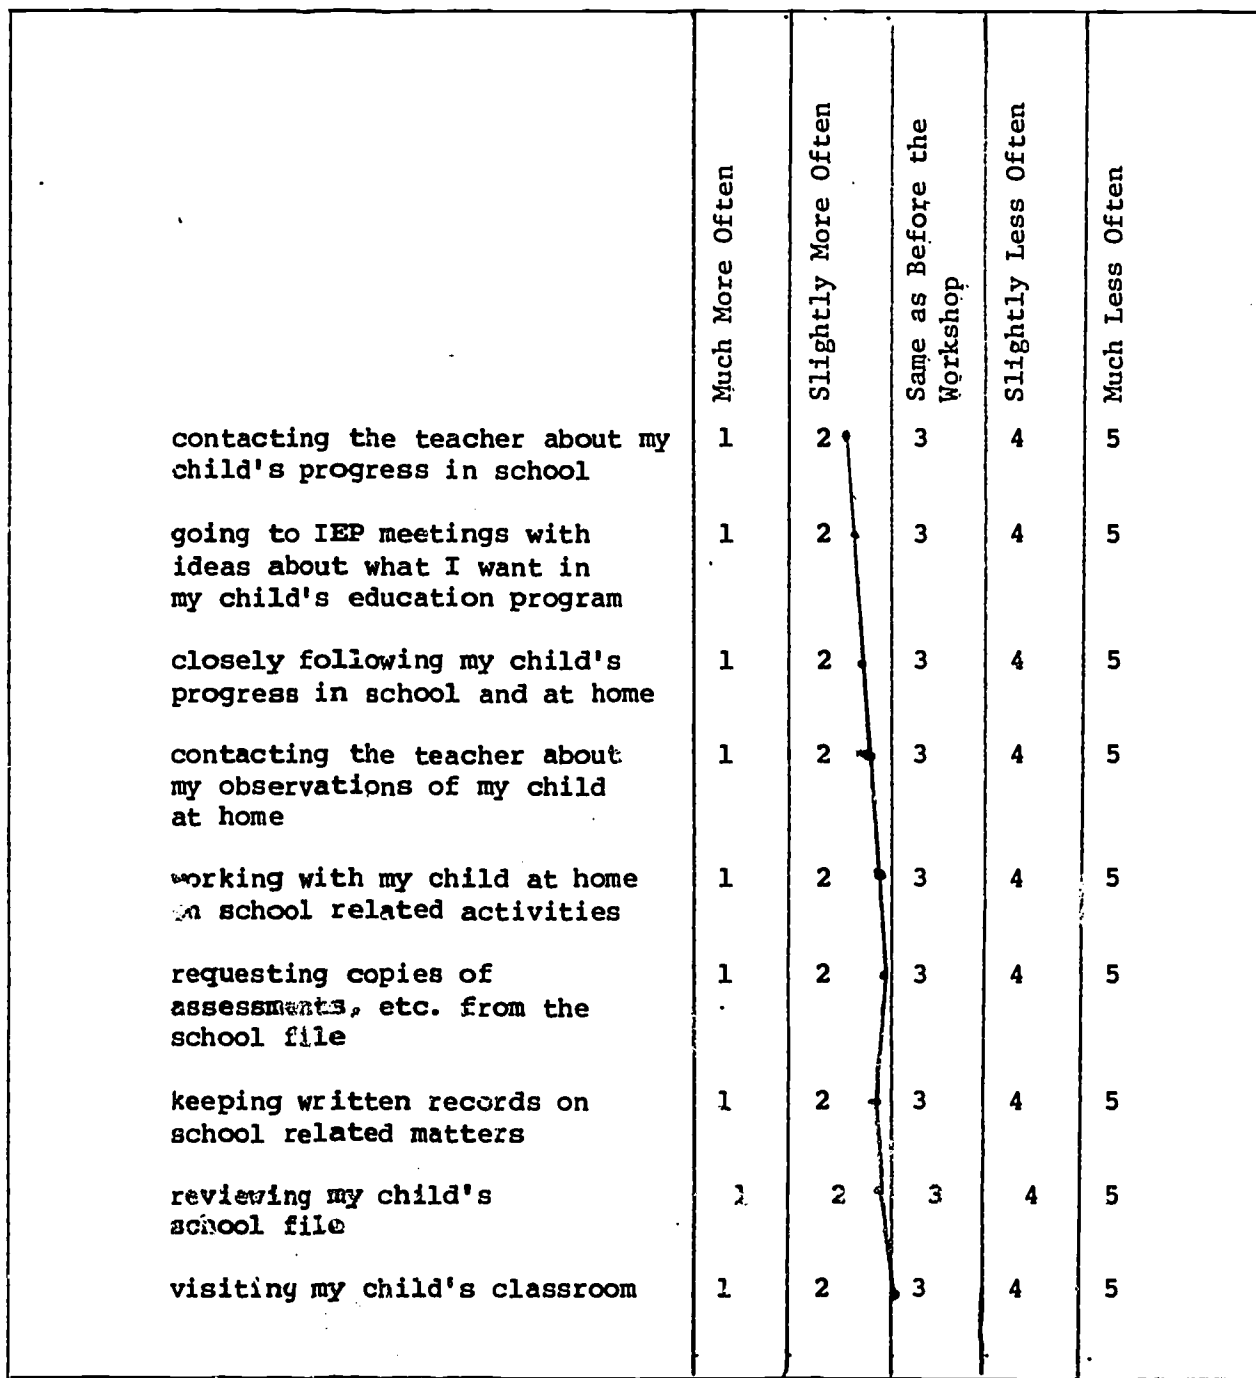 Much More Often
Slightly More Often
Same as Before the
Workshop
Slightly Less Often
Much Less Often
contacting the teacher about my 1 2 3 4 5
child's progress in school
going to IEP meetings with 1 2 3 4 5
ideas about what I want in
my child's education program
closely following my child's 1 2 3 4 5
progress in school and at home
contacting the teacher about 1 2 3 4 5
my observations of my child
at home
working with my child at home 1 2 3 4 5
on school related activities
requesting copies of 1 2 3 4 5
assessments, etc. from the
school file
keeping written records on 1 2 3 4 5
school related matters
reviewing my child's 1 2 3 4 5
school file
visiting my child's classroom 1 2 3 4 5